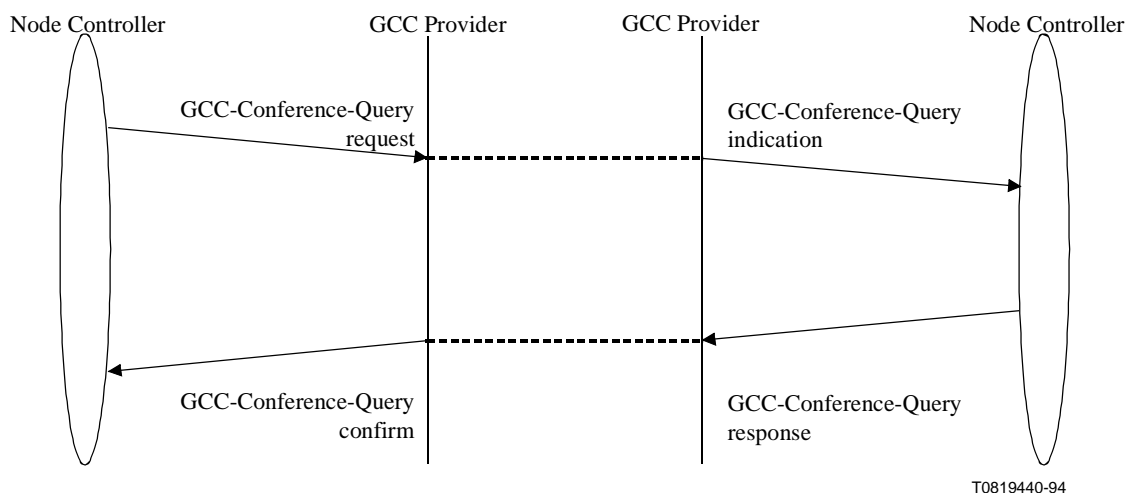 Node Controller
GCC Provider
GCC Provider
Node Controller
GCC-Conference-Query
request
GCC-Conference-Query
indication
GCC-Conference-Query
confirm
GCC-Conference-Query
response
T0819440-94